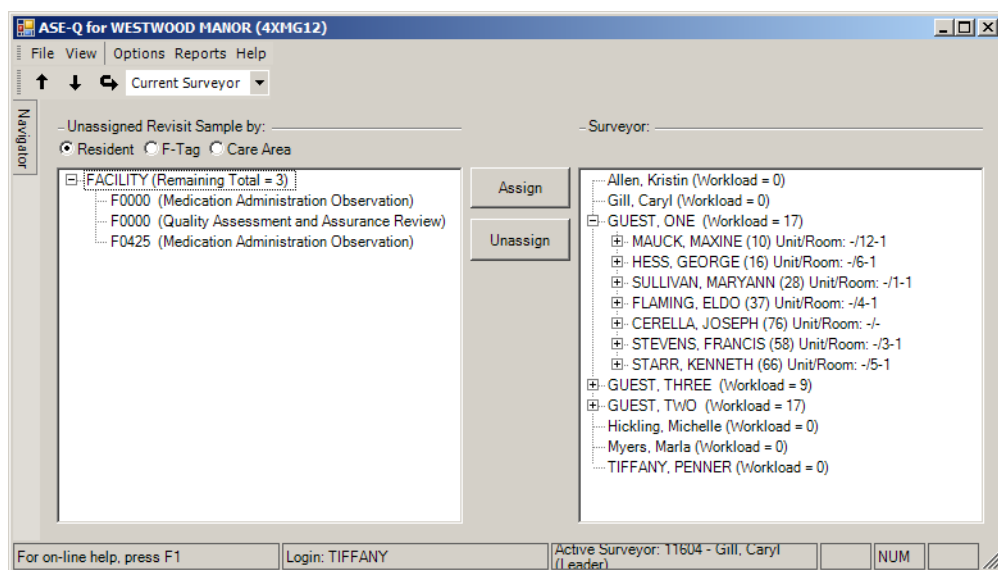 ASE-Q for WESTWOOD MANOR (4XMG12)
File View Options Reports Help
Current Surveyor
Navigator
Unassigned Revisit Sample by:
Resident F-Tag Care Area
FACILITY (Remaining Total = 3)
F0000 (Medication Administration Observation)
F0000 (Quality Assessment and Assurance Review)
F0425 (Medication Administration Observation)
Assign
Unassign
Surveyor:
Allen, Kristin (Workload = 0)
Gill, Caryl (Workload = 0)
GUEST, ONE (Workload = 17)
MAUCK, MAXINE (10) Unit/Room: -/12-1
HESS, GEORGE (16) Unit/Room: -/6-1
SULLIVAN, MARYANN (28) Unit/Room: -/1-1
FLAMING, ELDO (37) Unit/Room: -/4-1
CERELLA, JOSEPH (76) Unit/Room: -/-
STEVENS, FRANCIS (58) Unit/Room: -/3-1
STARR, KENNETH (66) Unit/Room: -/5-1
GUEST, THREE (Workload = 9)
GUEST, TWO (Workload = 17)
Hickling, Michelle (Workload = 0)
Myers, Marla (Workload = 0)
TIFFANY, PENNER (Workload = 0)
For on-line help, press F1
Login: TIFFANY
Active Surveyor: 11604 - Gill, Caryl
(Leader)
NUM